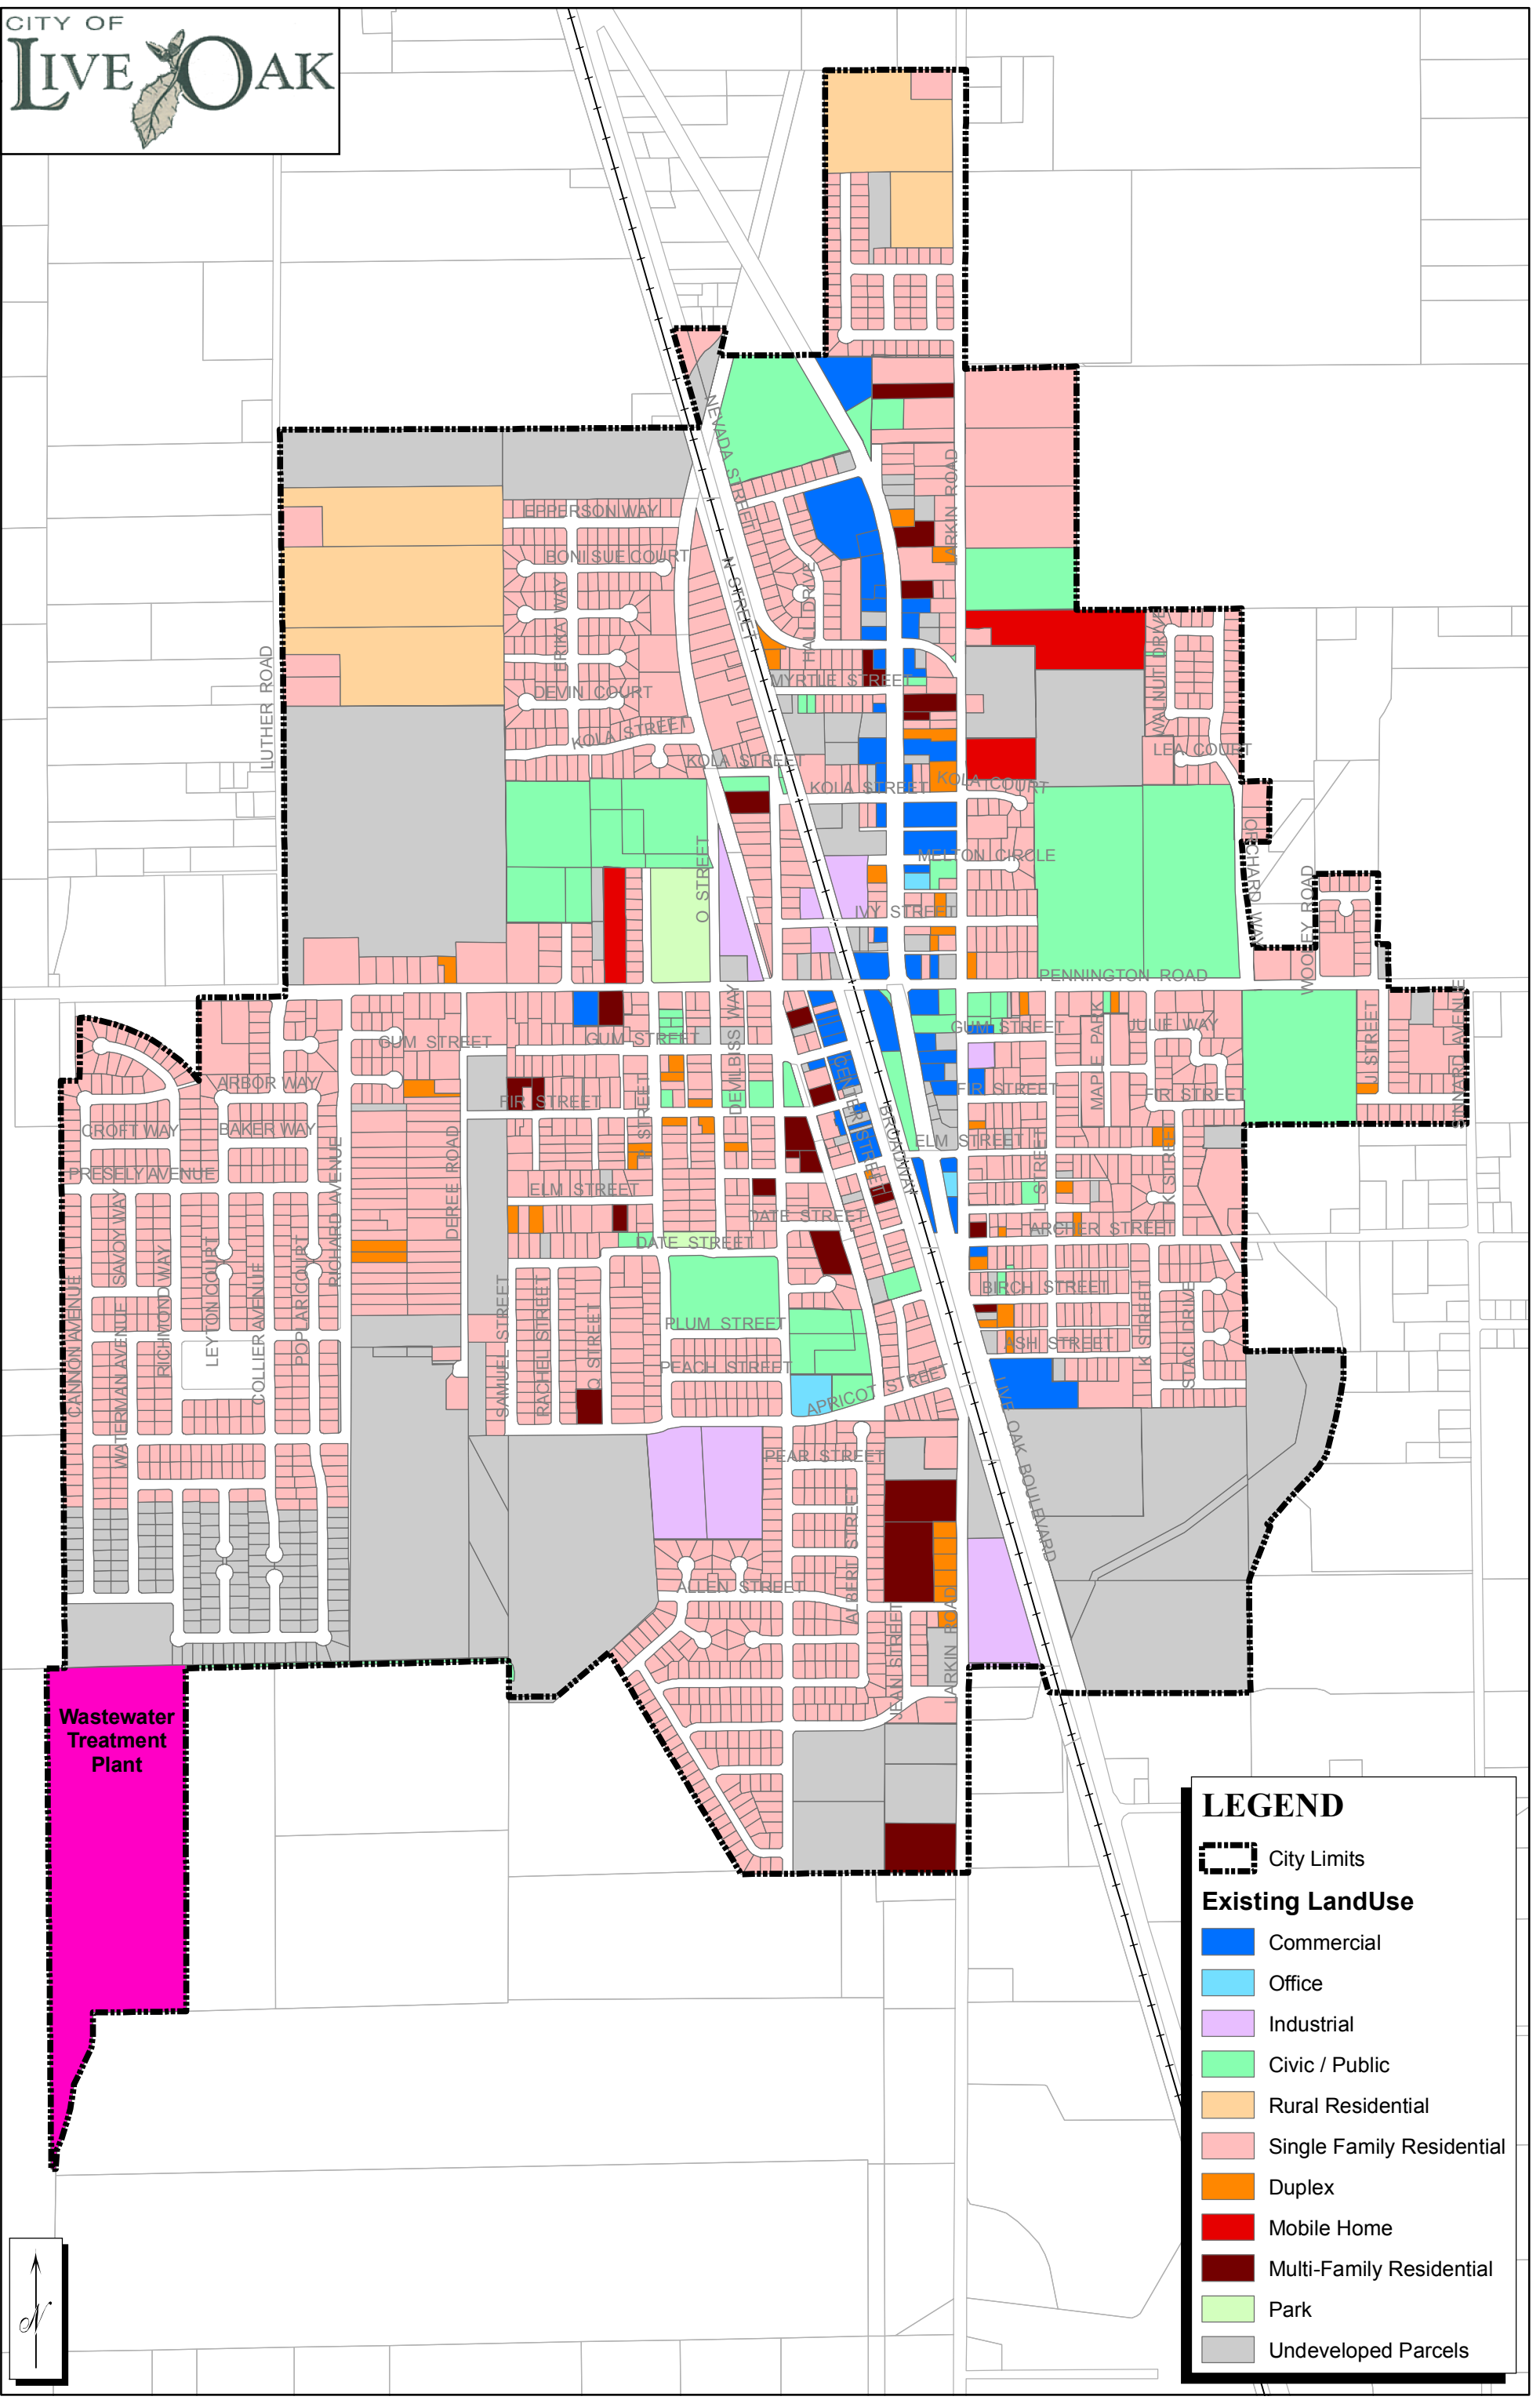 CITY OF
LIVE OAK
NEVADA STREET
LARKIN ROAD
EPPERSON WAY
BONI SUE COURT
N STREET
HALL DRIVE
ERIKA WAY
WALNUT DRIVE
LUTHER ROAD
MYRTLE STREET
DEVIN COURT
KOLA STREET
LEA COURT
KOLA STREET
KOLA STREET
KOLA COURT
ORCHARD WAY
MELTON CIRCLE
O STREET
WOOLEY ROAD
IVY STREET
PENNINGTON ROAD
SINNARD AVENUE
DEMILBISS WAY
GUM STREET
GUM STREET
GUM STREET
MAPLE PARK
JULIE WAY
J STREET
ARBOR WAY
CENTER STREET
FIR STREET
FIR STREET
FIR STREET
P STREET
BROADWAY
CROFT WAY
BAKER WAY
ELM STREET
RICHARD AVENUE
DEREE ROAD
PRESELY AVENUE
ELM STREET
L STREET
K STREET
SAVOY WAY
DATE STREET
ARCHER STREET
DATE STREET
CANNON AVENUE
WATERMAN AVENUE
RICHMOND WAY
LEYTON COURT
COLLIER AVENUE
POPLAR COURT
SAMUEL STREET
RACHEL STREET
Q STREET
BIRCH STREET
PLUM STREET
K STREET
STACI DRIVE
ASH STREET
PEACH STREET
APRICOT STREET
LIVE OAK BOULEVARD
PEAR STREET
ALBERT STREET
ALLEN STREET
JEAN STREET
LARKIN ROAD
Wastewater
Treatment
Plant
LEGEND
City Limits
Existing LandUse
Commercial
Office
Industrial
Civic / Public
Rural Residential
Single Family Residential
Duplex
Mobile Home
Multi-Family Residential
Park
Undeveloped Parcels
N